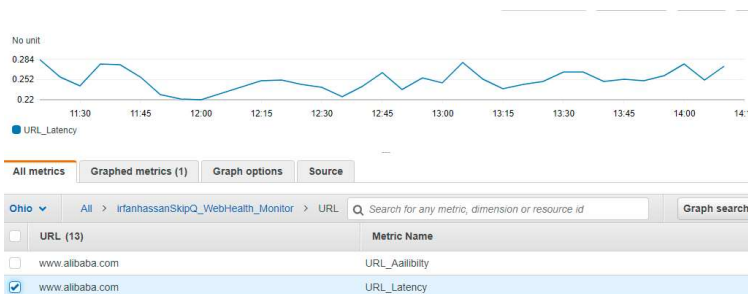 No unit
0.284
0.252
0.22
11:30 11:45 12:00 12:15 12:30 12:45 13:00 13:15 13:30 13:45 14:00
URL_Latency
All metrics Graphed metrics (1) Graph options Source
Ohio All > irfanhassanSkipQ_WebHealth_Monitor > URL Search for any metric, dimension or resource id Graph search
URL (13) Metric Name
www.alibaba.com URL_Aailibilty
www.alibaba.com URL_Latency